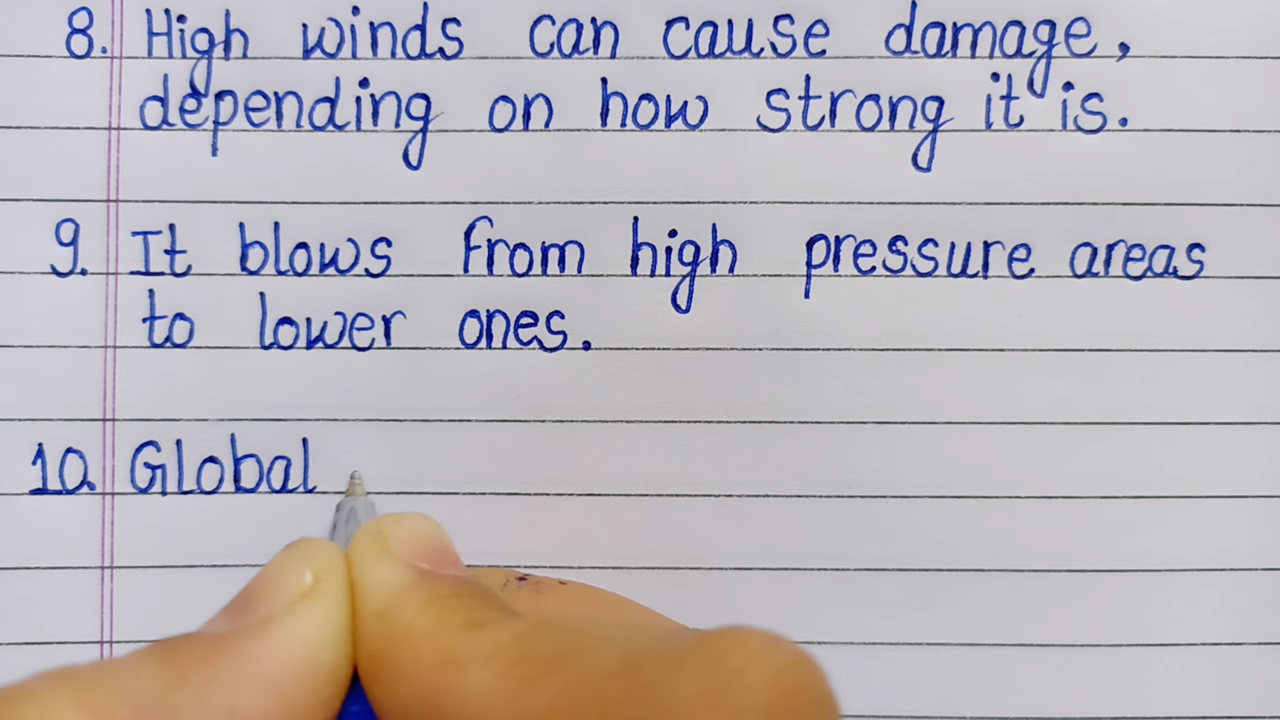 8. High winds can cause damage,
depending on how strong it is.
9. It blows from high pressure areas
to lower ones.
10. Global